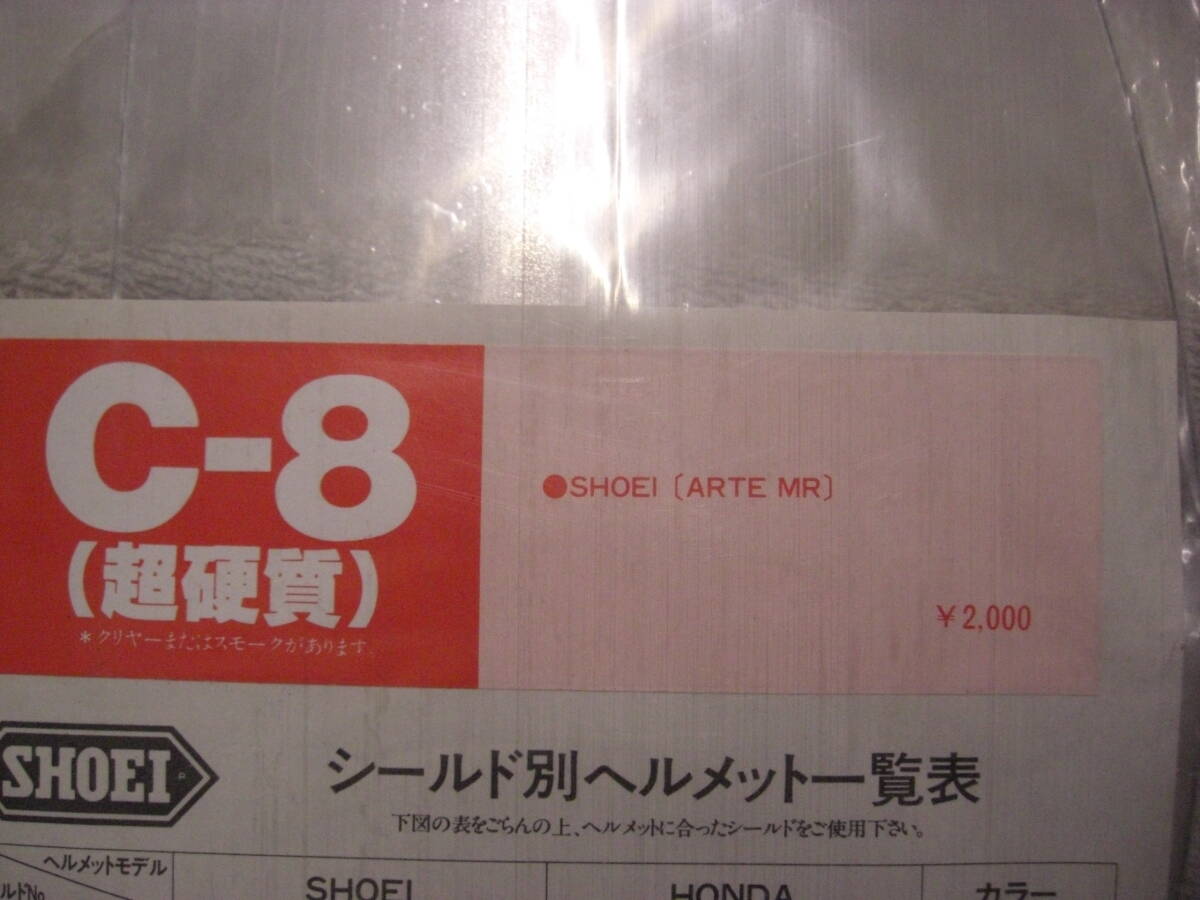 C-8
(超硬質)
*クリヤーまたはスモークがあります。
●SHOEI〔ARTE MR〕
￥2,000
SHOEI
シールド別ヘルメット一覧表
下図の表をごらんの上、ヘルメットに合ったシールドをご使用下さい。
ヘルメットモデル
ルドNo.
SHOEI
HONDA
カラー